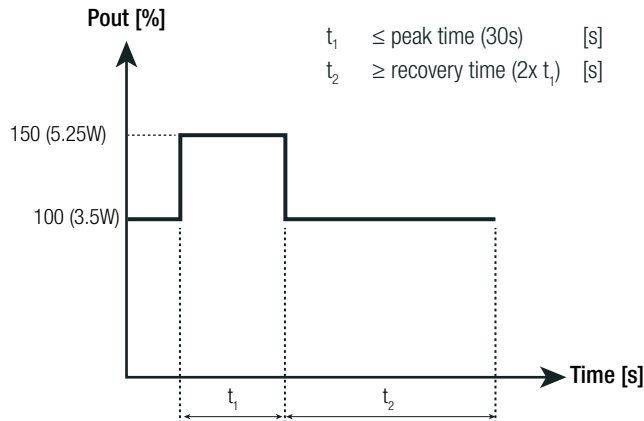 Pout [%]
t₁ ≤ peak time (30s) [s]
t₂ ≥ recovery time (2x t₁) [s]
150 (5.25W)
100 (3.5W)
Time [s]
t₁ t₂